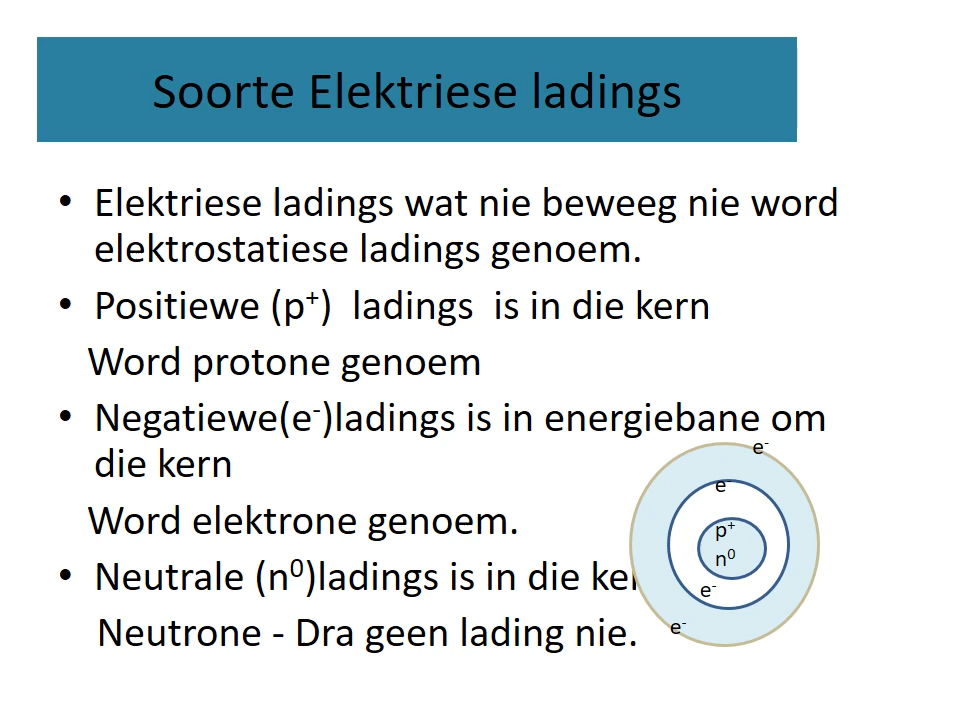 Soorte Elektriese ladings
• Elektriese ladings wat nie beweeg nie word
elektrostatiese ladings genoem.
• Positiewe (p⁺)  ladings  is in die kern
Word protone genoem
• Negatiewe(e⁻)ladings is in energiebane om
die kern
Word elektrone genoem.
• Neutrale (n⁰)ladings is in die
Neutrone - Dra geen lading nie.
e⁻
e⁻
p⁺
n⁰
e⁻
e⁻